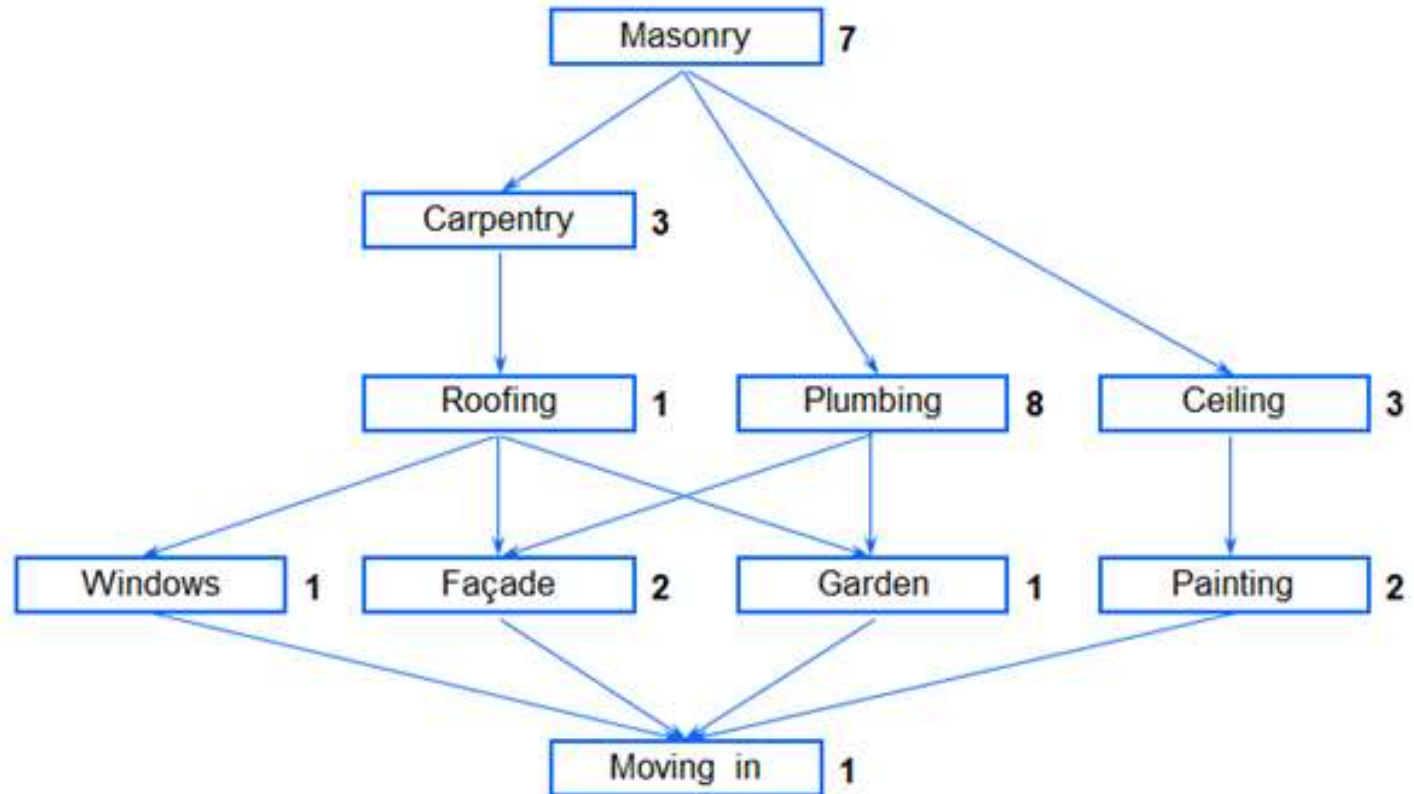 Masonry 7
Carpentry 3
Roofing 1 Plumbing 8 Ceiling 3
Windows 1 Façade 2 Garden 1 Painting 2
Moving in 1